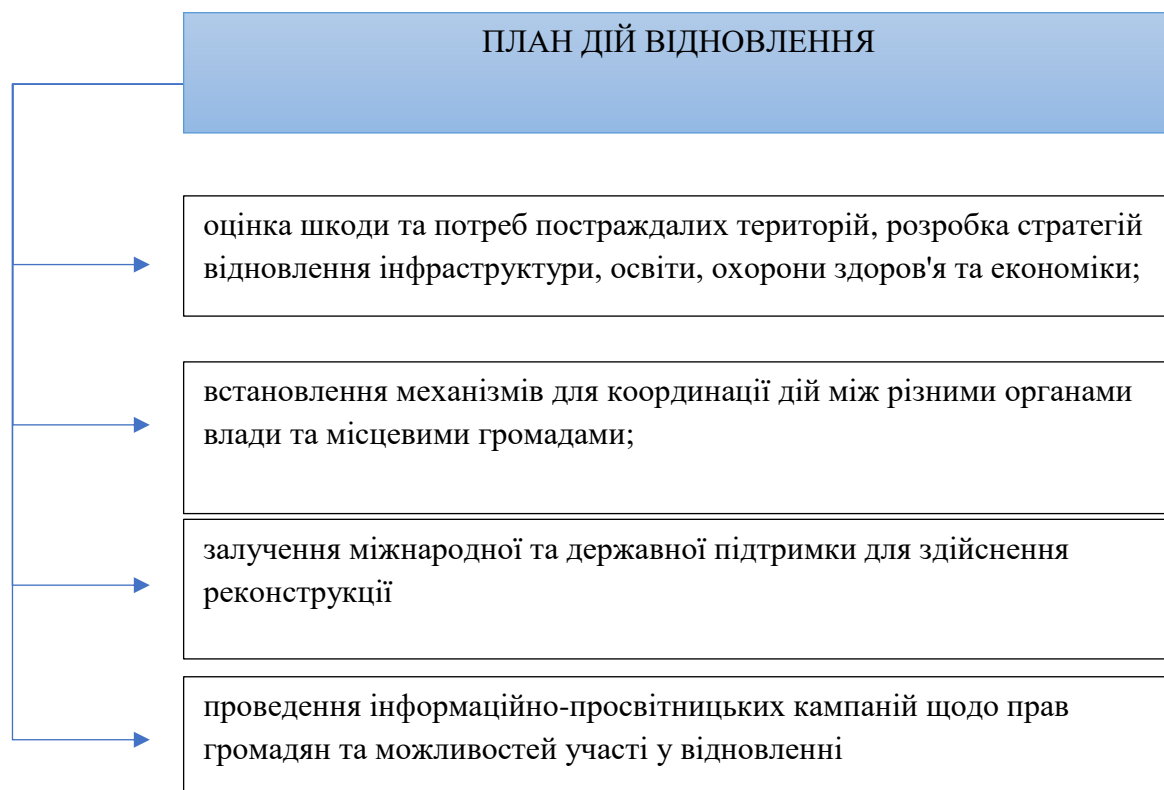 ПЛАН ДІЙ ВІДНОВЛЕННЯ
оцінка шкоди та потреб постраждалих територій, розробка стратегій
відновлення інфраструктури, освіти, охорони здоров'я та економіки;
встановлення механізмів для координації дій між різними органами
влади та місцевими громадами;
залучення міжнародної та державної підтримки для здійснення
реконструкції
проведення інформаційно-просвітницьких кампаній щодо прав
громадян та можливостей участі у відновленні